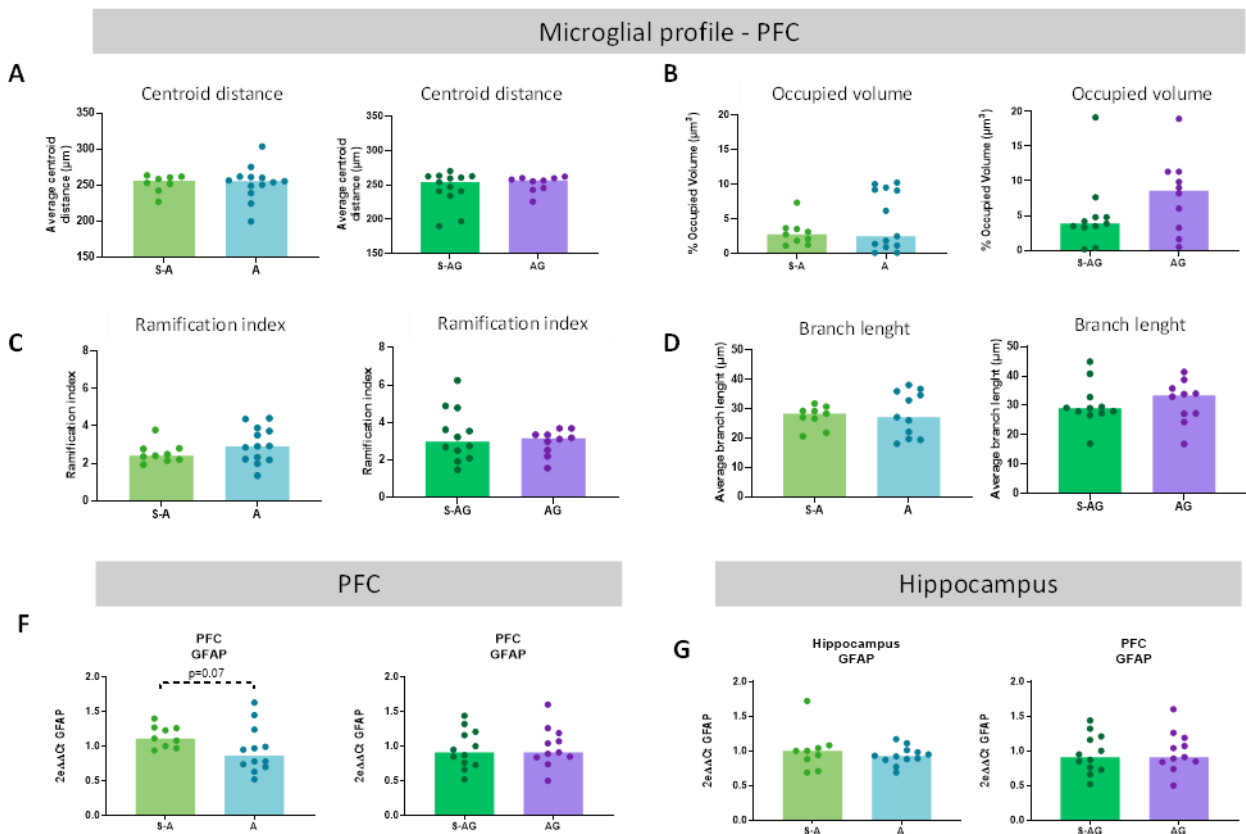 Microglial profile - PFC
A
Centroid distance
Average centroid
distance (µm)
350
300
250
200
150
S-A
A
Centroid distance
Average centroid
distance (µm)
350
300
250
200
150
S-AG
AG
B
Occupied volume
% Occupied Volume (µm³)
20
15
10
5
0
S-A
A
Occupied volume
% Occupied Volume (µm³)
20
15
10
5
0
S-AG
AG
C
Ramification index
Ramification index
8
6
4
2
0
S-A
A
Ramification index
Ramification index
8
6
4
2
0
S-AG
AG
D
Branch lenght
Average branch lenght (µm)
50
40
30
20
10
0
S-A
A
Branch lenght
Average branch lenght (µm)
50
40
30
20
10
0
S-AG
AG
PFC
F
PFC
GFAP
p=0.07
2eΔΔCt GFAP
2.0
1.5
1.0
0.5
0.0
S-A
A
PFC
GFAP
2eΔΔCt GFAP
2.0
1.5
1.0
0.5
0.0
S-AG
AG
Hippocampus
G
Hippocampus
GFAP
2eΔΔCt GFAP
2.0
1.5
1.0
0.5
0.0
S-A
A
PFC
GFAP
2eΔΔCt GFAP
2.0
1.5
1.0
0.5
0.0
S-AG
AG